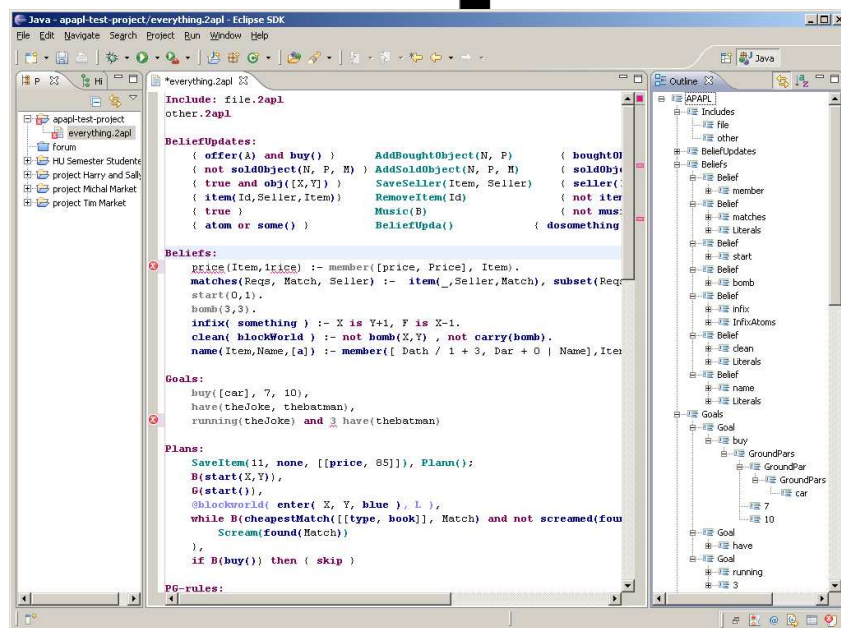 Java - apapl-test-project/everything.2apl - Eclipse SDK
File Edit Navigate Search Project Run Window Help
Java
P Hi
apapl-test-project
everything.2apl
forum
HU Semester Studente
project Harry and Sally
project Michal Market
project Tim Market
*everything.2apl
Include: file.2apl
other.2apl
BeliefUpdates:
{ offer(A) and buy() } AddBoughtObject(N, P) { boughtOb
{ not soldObject(N, P, M) } AddSoldObject(N, P, M) { soldObje
{ true and obj([X,Y]) } SaveSeller(Item, Seller) { seller(
{ item(Id,Seller,Item)} RemoveItem(Id) { not item
{ true } Music(B) { not mus
{ atom or some() } BeliefUpda() { dosomething
Beliefs:
price(Item,1rice) :- member([price, Price], Item).
matches(Reqs, Match, Seller) :- item(_,Seller,Match), subset(Reqs
start(0,1).
bomb(3,3).
infix( something ) :- X is Y+1, F is X-1.
clean( blockWorld ) :- not bomb(X,Y) , not carry(bomb).
name(Item,Name,[a]) :- member([ Dath / 1 + 3, Dar + 0 | Name],Ite
Goals:
buy([car], 7, 10),
have(theJoke, thebatman),
running(theJoke) and 3 have(thebatman)
Plans:
SaveItem(11, none, [[price, 85]]), Plann();
B(start(X,Y)),
G(start()),
@blockworld( enter( X, Y, blue ), L ),
while B(cheapestMatch([[type, book]], Match) and not screamed(foun
Scream(found(Match))
),
if B(buy()) then { skip }
PG-rules:
Outline
APAPL
Includes
file
other
BeliefUpdates
Beliefs
Belief
member
Belief
matches
Literals
Belief
start
Belief
bomb
Belief
infix
InfixAtoms
Belief
clean
Literals
Belief
name
Literals
Goals
Goal
buy
GroundPars
GroundPar
GroundPars
car
7
10
Goal
have
Goal
running
3